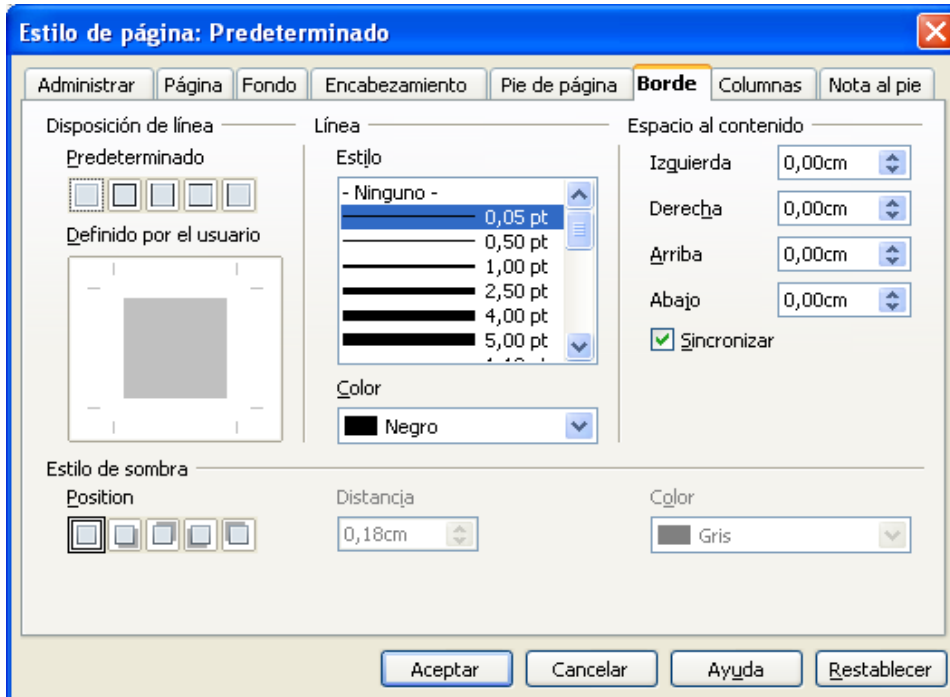 Estilo de página: Predeterminado
Administrar Página Fondo Encabezamiento Pie de página Borde Columnas Nota al pie
Disposición de línea
Predeterminado
Definido por el usuario
Línea
Estilo
- Ninguno -
0,05 pt
0,50 pt
1,00 pt
2,50 pt
4,00 pt
5,00 pt
Color
Negro
Espacio al contenido
Izquierda 0,00cm
Derecha 0,00cm
Arriba 0,00cm
Abajo 0,00cm
Sincronizar
Estilo de sombra
Position
Distancia
0,18cm
Color
Gris
Aceptar Cancelar Ayuda Restablecer